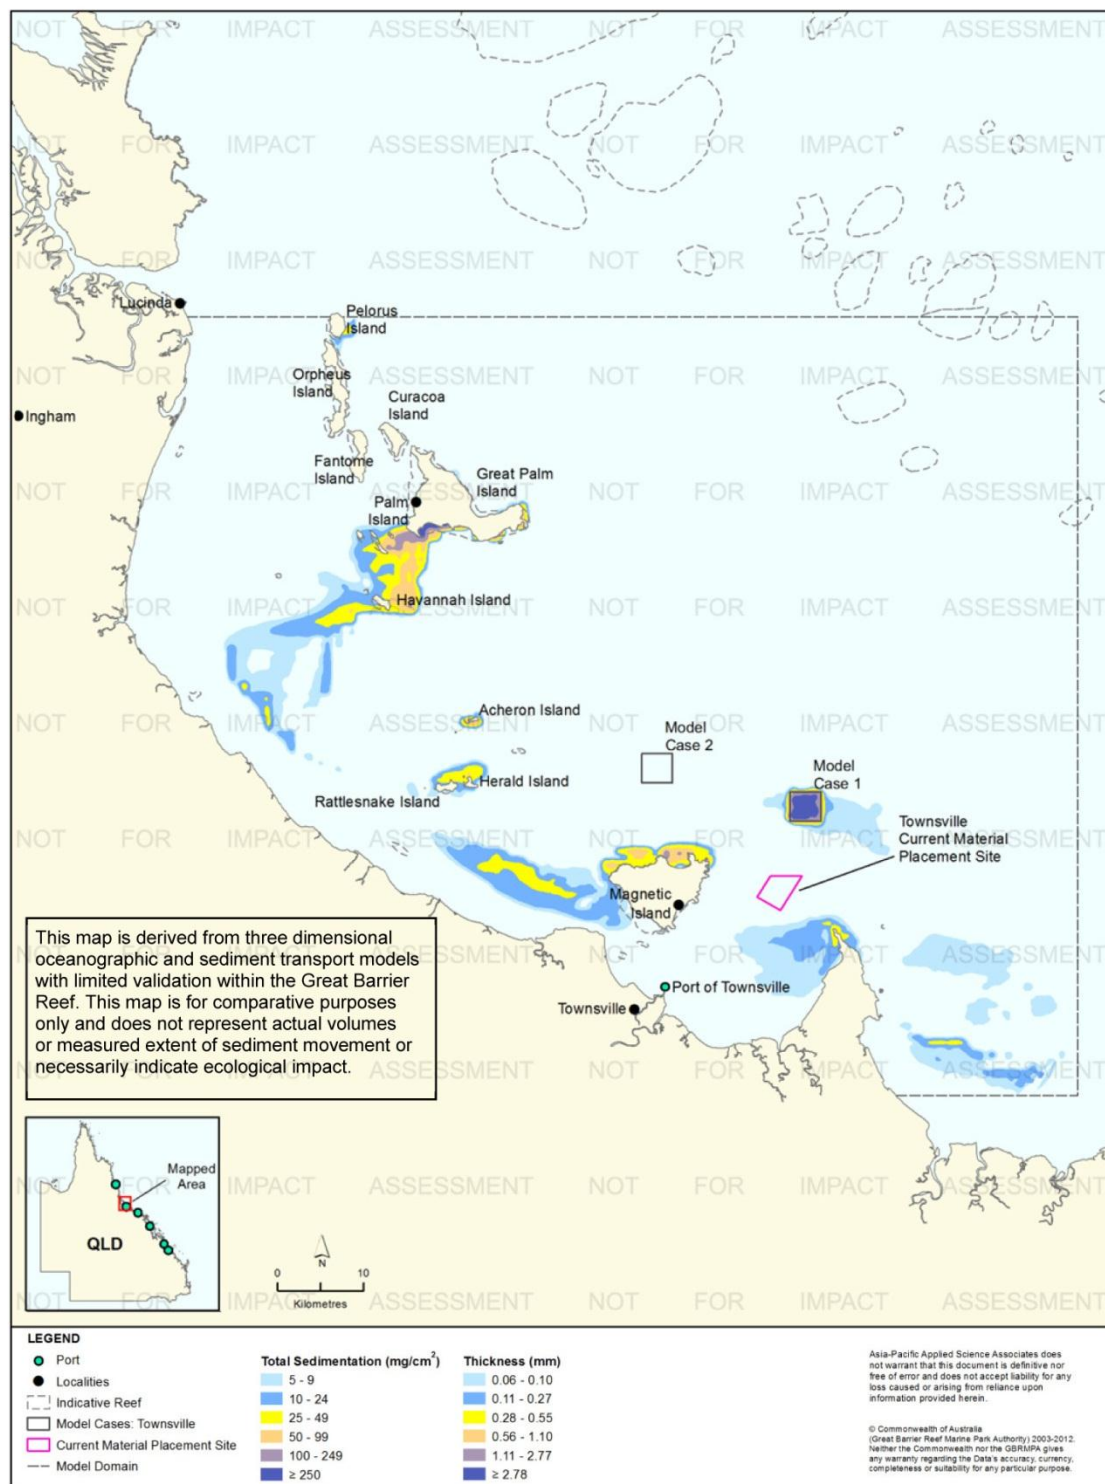 NOT FOR IMPACT ASSESSMENT NOT FOR IMPACT ASSESSMENT
NOT FOR IMPACT ASSESSMENT NOT FOR IMPACT ASSESSMENT
NOT FOR IMPACT ASSESSMENT NOT FOR IMPACT ASSESSMENT
Lucinda
Pelorus
Island
NOT FOR IMPACT ASSESSMENT NOT FOR IMPACT ASSESSMENT
Orpheus
Island
Curacoa
Island
Ingham
Fantome
Island
Great Palm
Island
NOT FOR IMPACT ASSESSMENT NOT FOR IMPACT ASSESSMENT
Palm
Island
Havannah Island
NOT FOR IMPACT ASSESSMENT NOT FOR IMPACT ASSESSMENT
Acheron Island
NOT FOR IMPACT ASSESSMENT NOT FOR IMPACT ASSESSMENT
Model
Case 2
Model
Case 1
Herald Island
Rattlesnake Island
Townsville
Current Material
Placement Site
NOT FOR IMPACT ASSESSMENT NOT FOR IMPACT ASSESSMENT
Magnetic
Island
This map is derived from three dimensional
oceanographic and sediment transport models
with limited validation within the Great Barrier
Reef. This map is for comparative purposes
only and does not represent actual volumes
or measured extent of sediment movement or
necessarily indicate ecological impact.
ASSESSMENT NOT FOR IMPACT ASSESSMENT
Port of Townsville
Townsville
NOT FOR IMPACT ASSESSMENT
Mapped
Area
QLD
NOT FOR IMPACT ASSESSMENT NOT FOR IMPACT ASSESSMENT
N
0 10
Kilometres
NOT FOR IMPACT ASSESSMENT NOT FOR IMPACT ASSESSMENT
LEGEND
Port
Localities
Indicative Reef
Model Cases: Townsville
Current Material Placement Site
Model Domain
Total Sedimentation (mg/cm²)
5 - 9
10 - 24
25 - 49
50 - 99
100 - 249
≥ 250
Thickness (mm)
0.06 - 0.10
0.11 - 0.27
0.28 - 0.55
0.56 - 1.10
1.11 - 2.77
≥ 2.78
Asia-Pacific Applied Science Associates does
not warrant that this document is definitive nor
free of error and does not accept liability for any
loss caused or arising from reliance upon
information provided herein.
© Commonwealth of Australia
(Great Barrier Reef Marine Park Authority) 2003-2012.
Neither the Commonwealth nor the GBRMPA gives
any warranty regarding the Data's accuracy, currency,
completeness or suitability for any particular purpose.